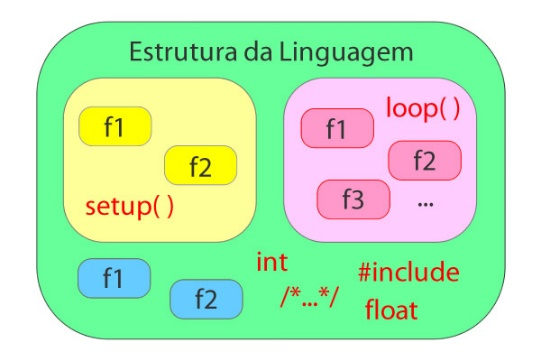 Estrutura da Linguagem
f1
f2
setup( )
loop( )
f1
f2
f3
...
f1
f2
int
/*...*/
#include
float